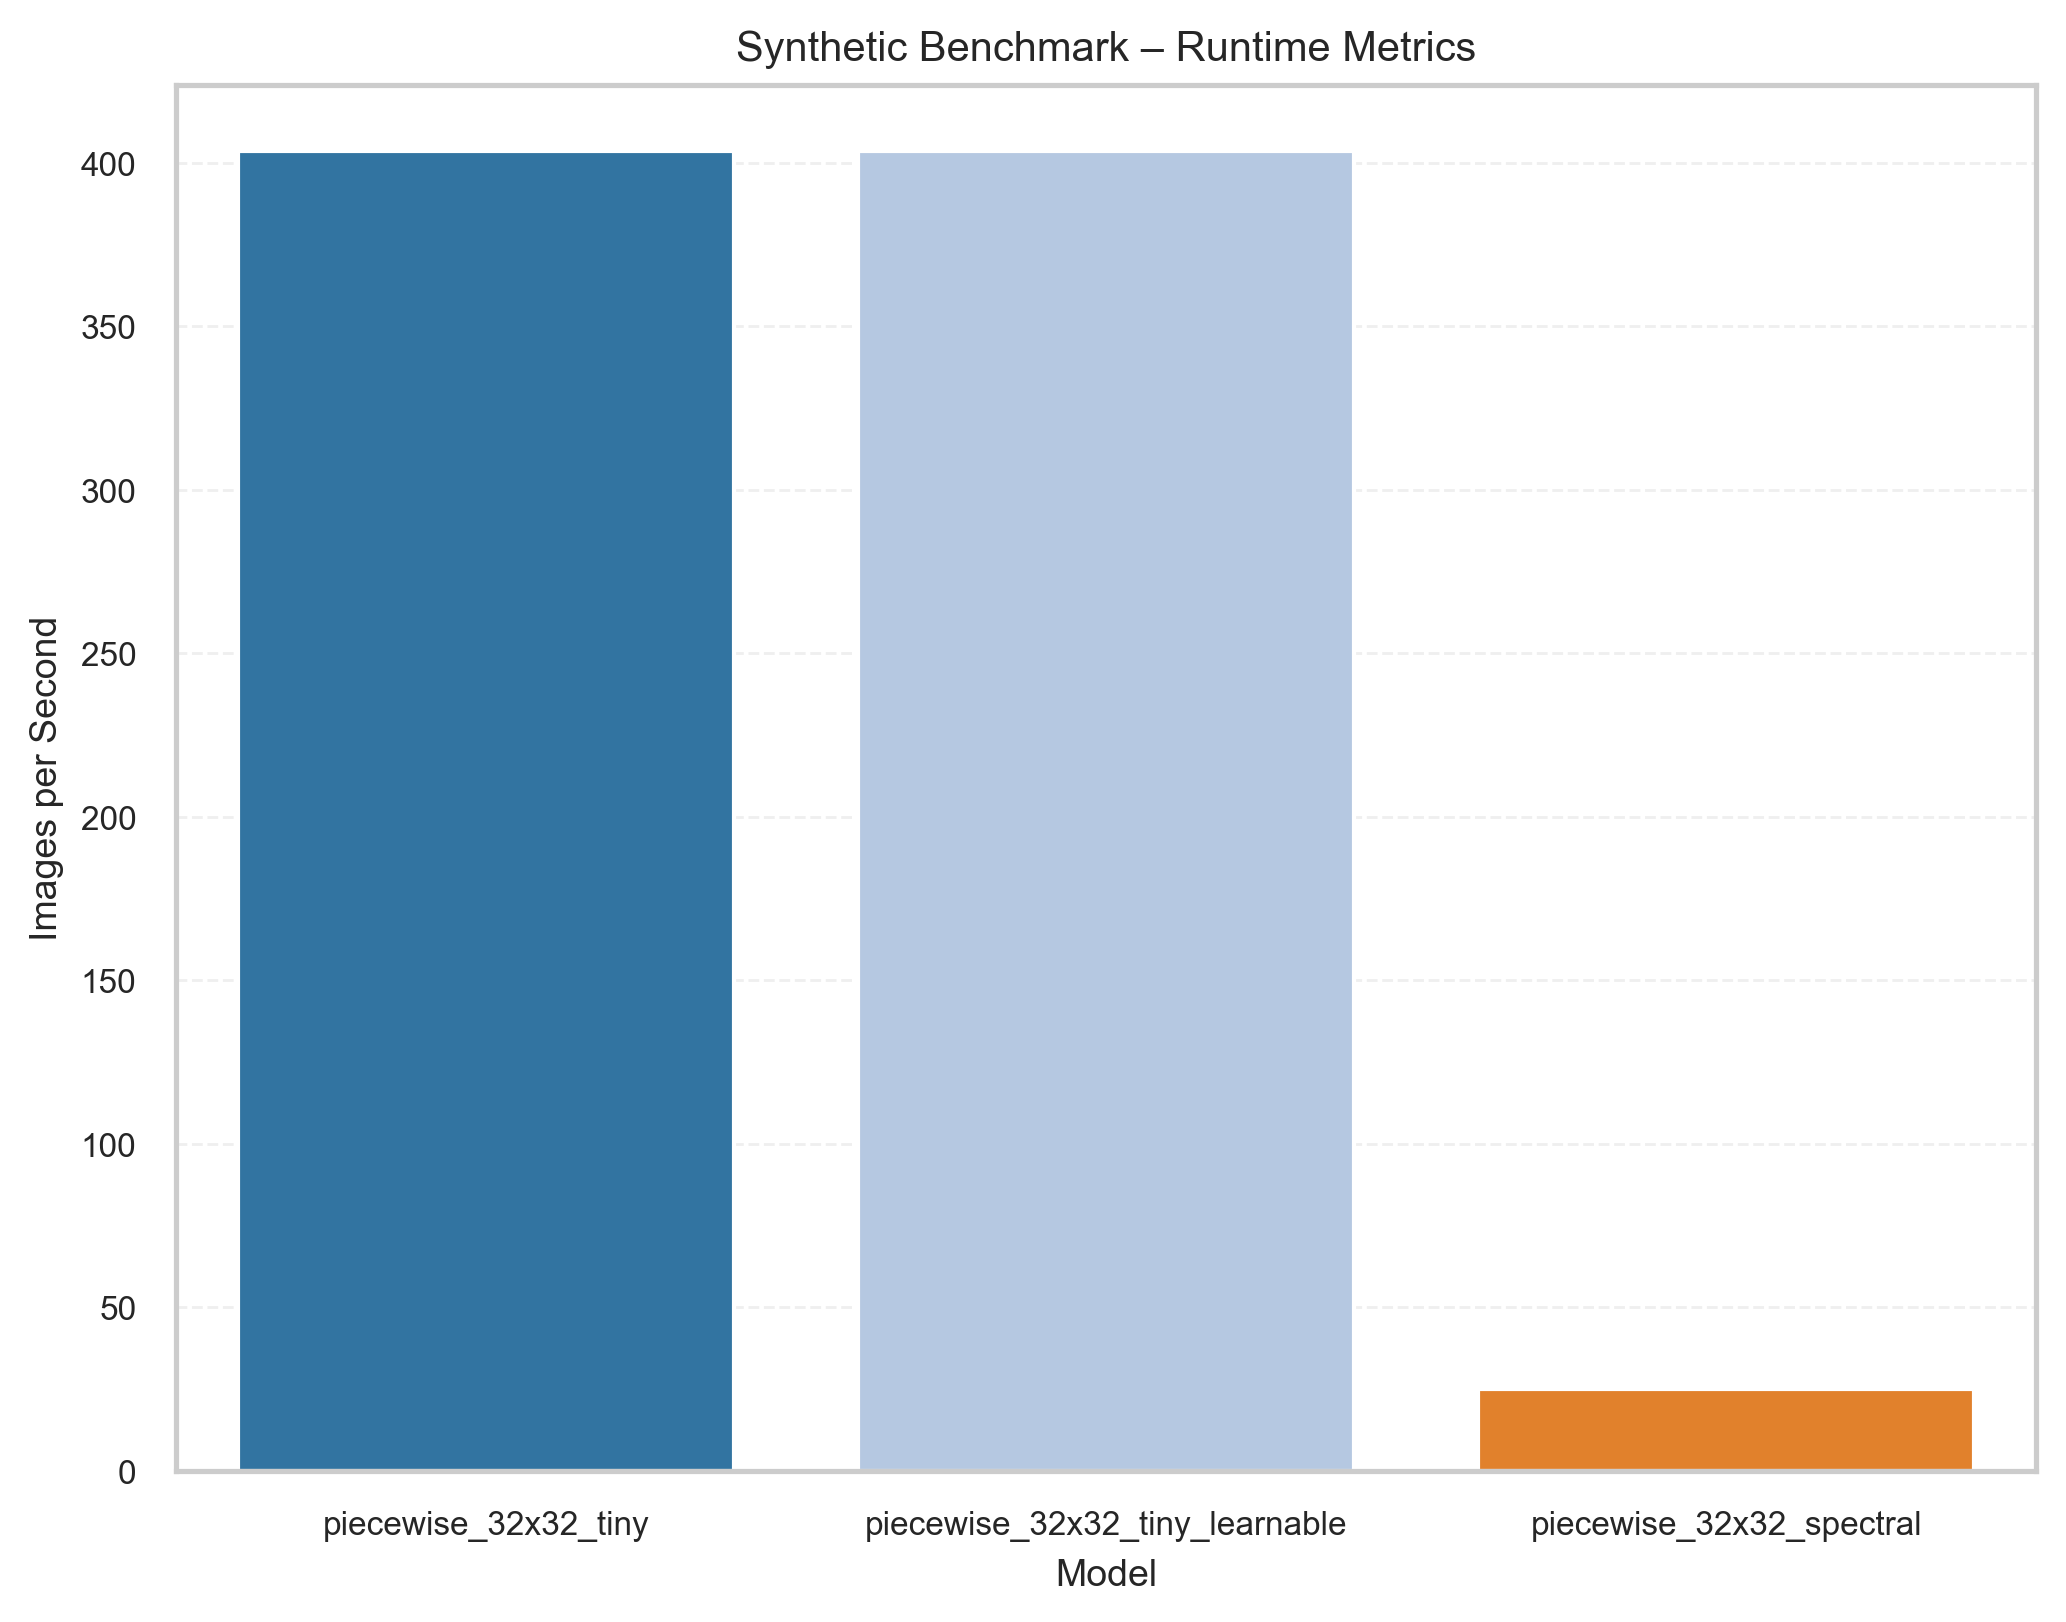 Synthetic Benchmark – Runtime Metrics
Images per Second
400
350
300
250
200
150
100
50
0
piecewise_32x32_tiny
piecewise_32x32_tiny_learnable
piecewise_32x32_spectral
Model